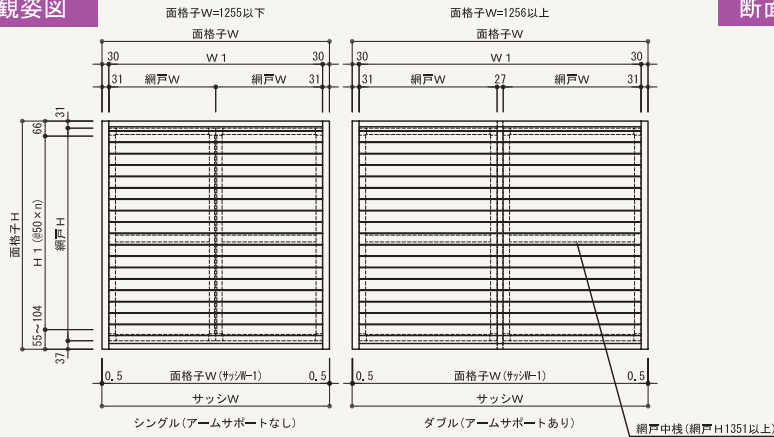 観姿図
断面
面格子W=1255以下
面格子W
30
W1
30
31
網戸W
網戸W
31
面格子W=1256以上
面格子W
30
W1
30
31
網戸W
27
網戸W
31
面格子H
66
H1 (@50×n)
55~104
31
網戸H
37
0.5
面格子W(サッシW-1)
0.5
サッシW
シングル(アームサポートなし)
0.5
面格子W(サッシW-1)
0.5
サッシW
ダブル(アームサポートあり)
網戸中桟(網戸H1351以上)